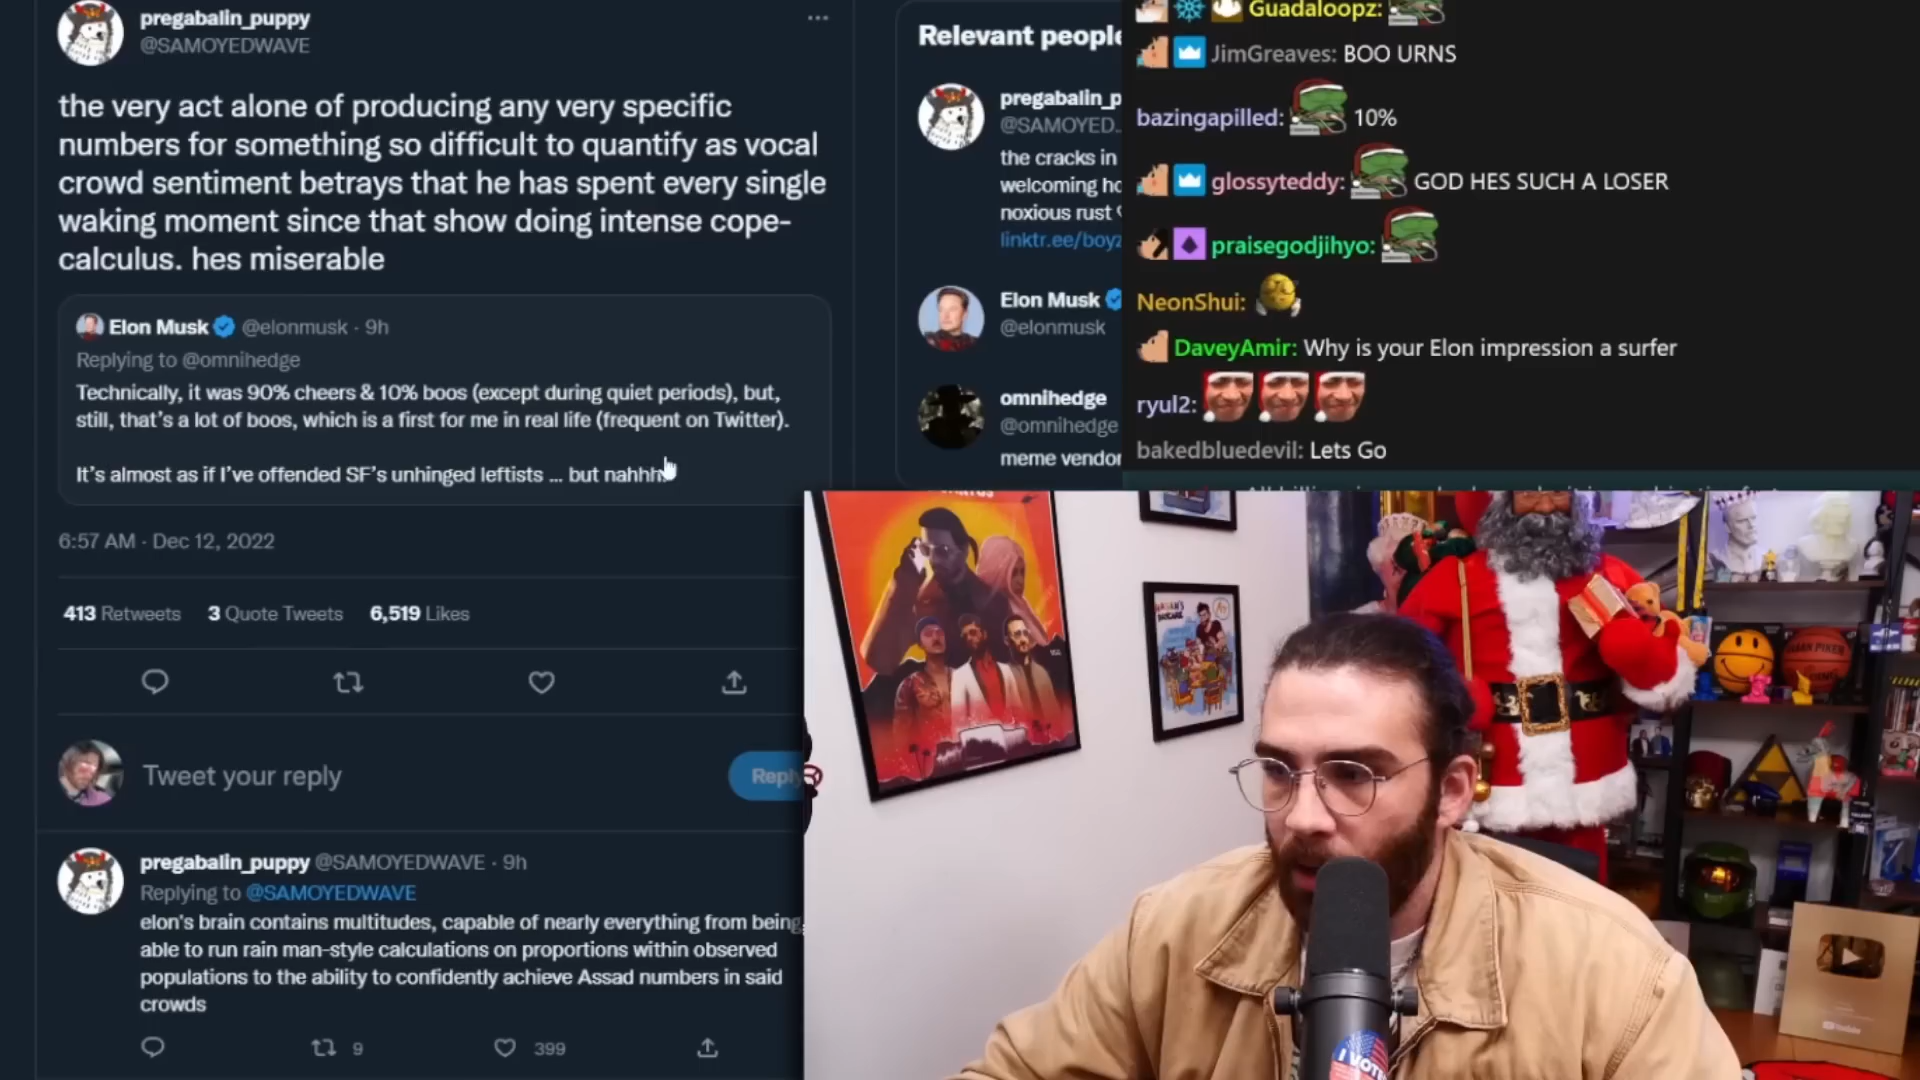 pregabalin_puppy
@SAMOYEDWAVE
the very act alone of producing any very specific
numbers for something so difficult to quantify as vocal
crowd sentiment betrays that he has spent every single
waking moment since that show doing intense cope-
calculus. hes miserable
Elon Musk @elonmusk · 9h
Replying to @omnihedge
Technically, it was 90% cheers & 10% boos (except during quiet periods), but,
still, that's a lot of boos, which is a first for me in real life (frequent on Twitter).
It's almost as if I've offended SF's unhinged leftists ... but nahhh
6:57 AM · Dec 12, 2022
413 Retweets 3 Quote Tweets 6,519 Likes
Tweet your reply
Reply
pregabalin_puppy @SAMOYEDWAVE · 9h
Replying to @SAMOYEDWAVE
elon's brain contains multitudes, capable of nearly everything from being
able to run rain man-style calculations on proportions within observed
populations to the ability to confidently achieve Assad numbers in said
crowds
9 399
Relevant people
pregabalin_p
@SAMOYED...
the cracks in
welcoming ho
noxious rust
linktr.ee/boyz
Elon Musk
@elonmusk
omnihedge
@omnihedge
meme vendor
Guadaloopz:
JimGreaves: BOO URNS
bazingapilled: 10%
glossyteddy: GOD HES SUCH A LOSER
praisegodjihyo:
NeonShui:
DaveyAmir: Why is your Elon impression a surfer
ryul2:
bakedbluedevil: Lets Go
I VOTE
YouTube